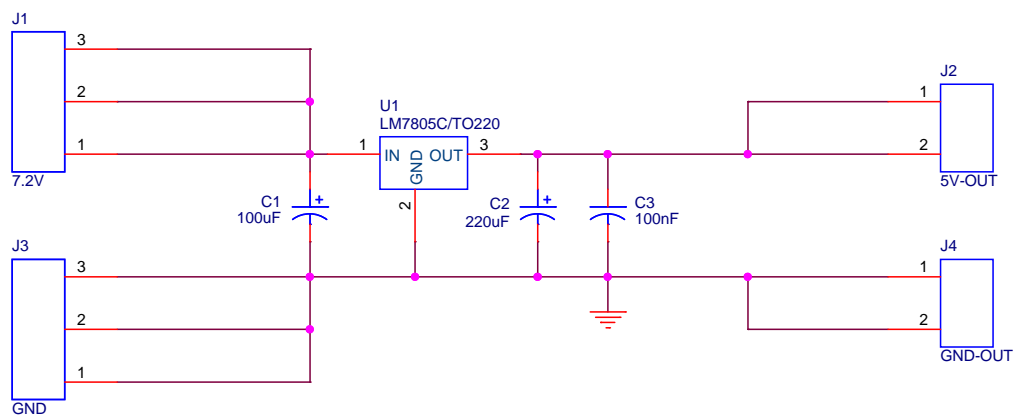 J1
3
2
1
7.2V
U1
LM7805C/TO220
1
IN
OUT
3
GND
2
C1
100uF
+
C2
220uF
+
C3
100nF
J2
1
2
5V-OUT
J3
3
2
1
GND
J4
1
2
GND-OUT